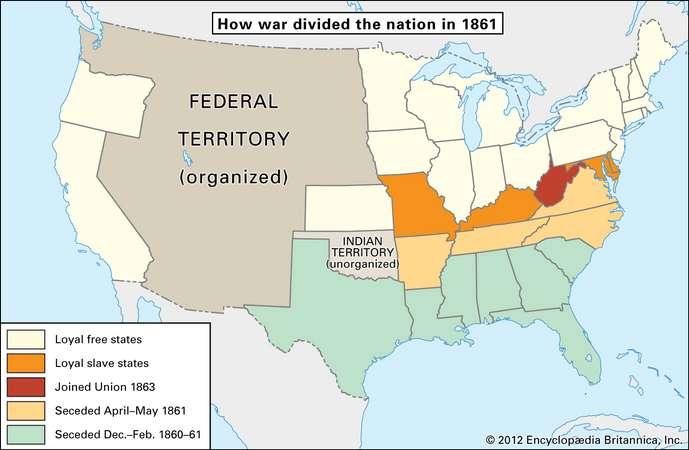 How war divided the nation in 1861
FEDERAL
TERRITORY
(organized)
INDIAN
TERRITORY
(unorganized)
Loyal free states
Loyal slave states
Joined Union 1863
Seceded April–May 1861
Seceded Dec.–Feb. 1860–61
© 2012 Encyclopædia Britannica, Inc.